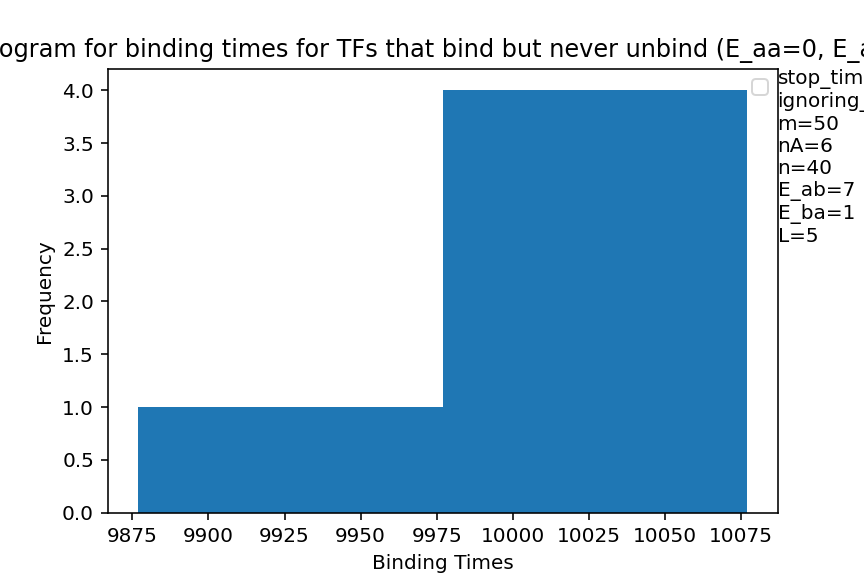 ogram for binding times for TFs that bind but never unbind (E_aa=0, E_a
stop_tim
ignoring_
m=50
nA=6
n=40
E_ab=7
E_ba=1
L=5
4.0
3.5
3.0
2.5
2.0
1.5
1.0
0.5
0.0
Frequency
9875 9900 9925 9950 9975 10000 10025 10050 10075
Binding Times